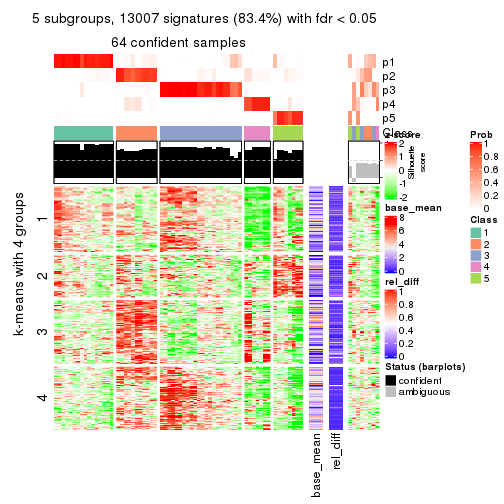 5 subgroups, 13007 signatures (83.4%) with fdr < 0.05
64 confident samples
p1
p2
p3
p4
p5
Class
Silhouette
score
k-means with 4 groups
1
2
3
4
base_mean
rel_diff
z-score
2
1
0
-1
-2
base_mean
8
6
4
2
0
rel_diff
1
0.8
0.6
0.4
0.2
0
Status (barplots)
confident
ambiguous
Prob
1
0.8
0.6
0.4
0.2
0
Class
1
2
3
4
5